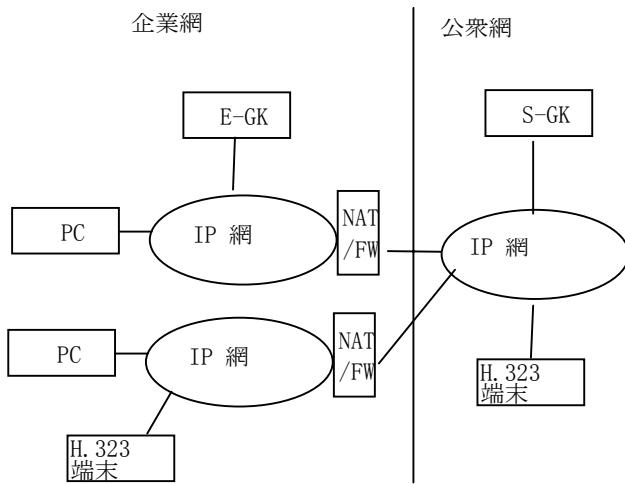 企業網
公衆網
E-GK
S-GK
PC
IP 網
NAT
/FW
IP 網
PC
IP 網
NAT
/FW
H.323
端末
H.323
端末